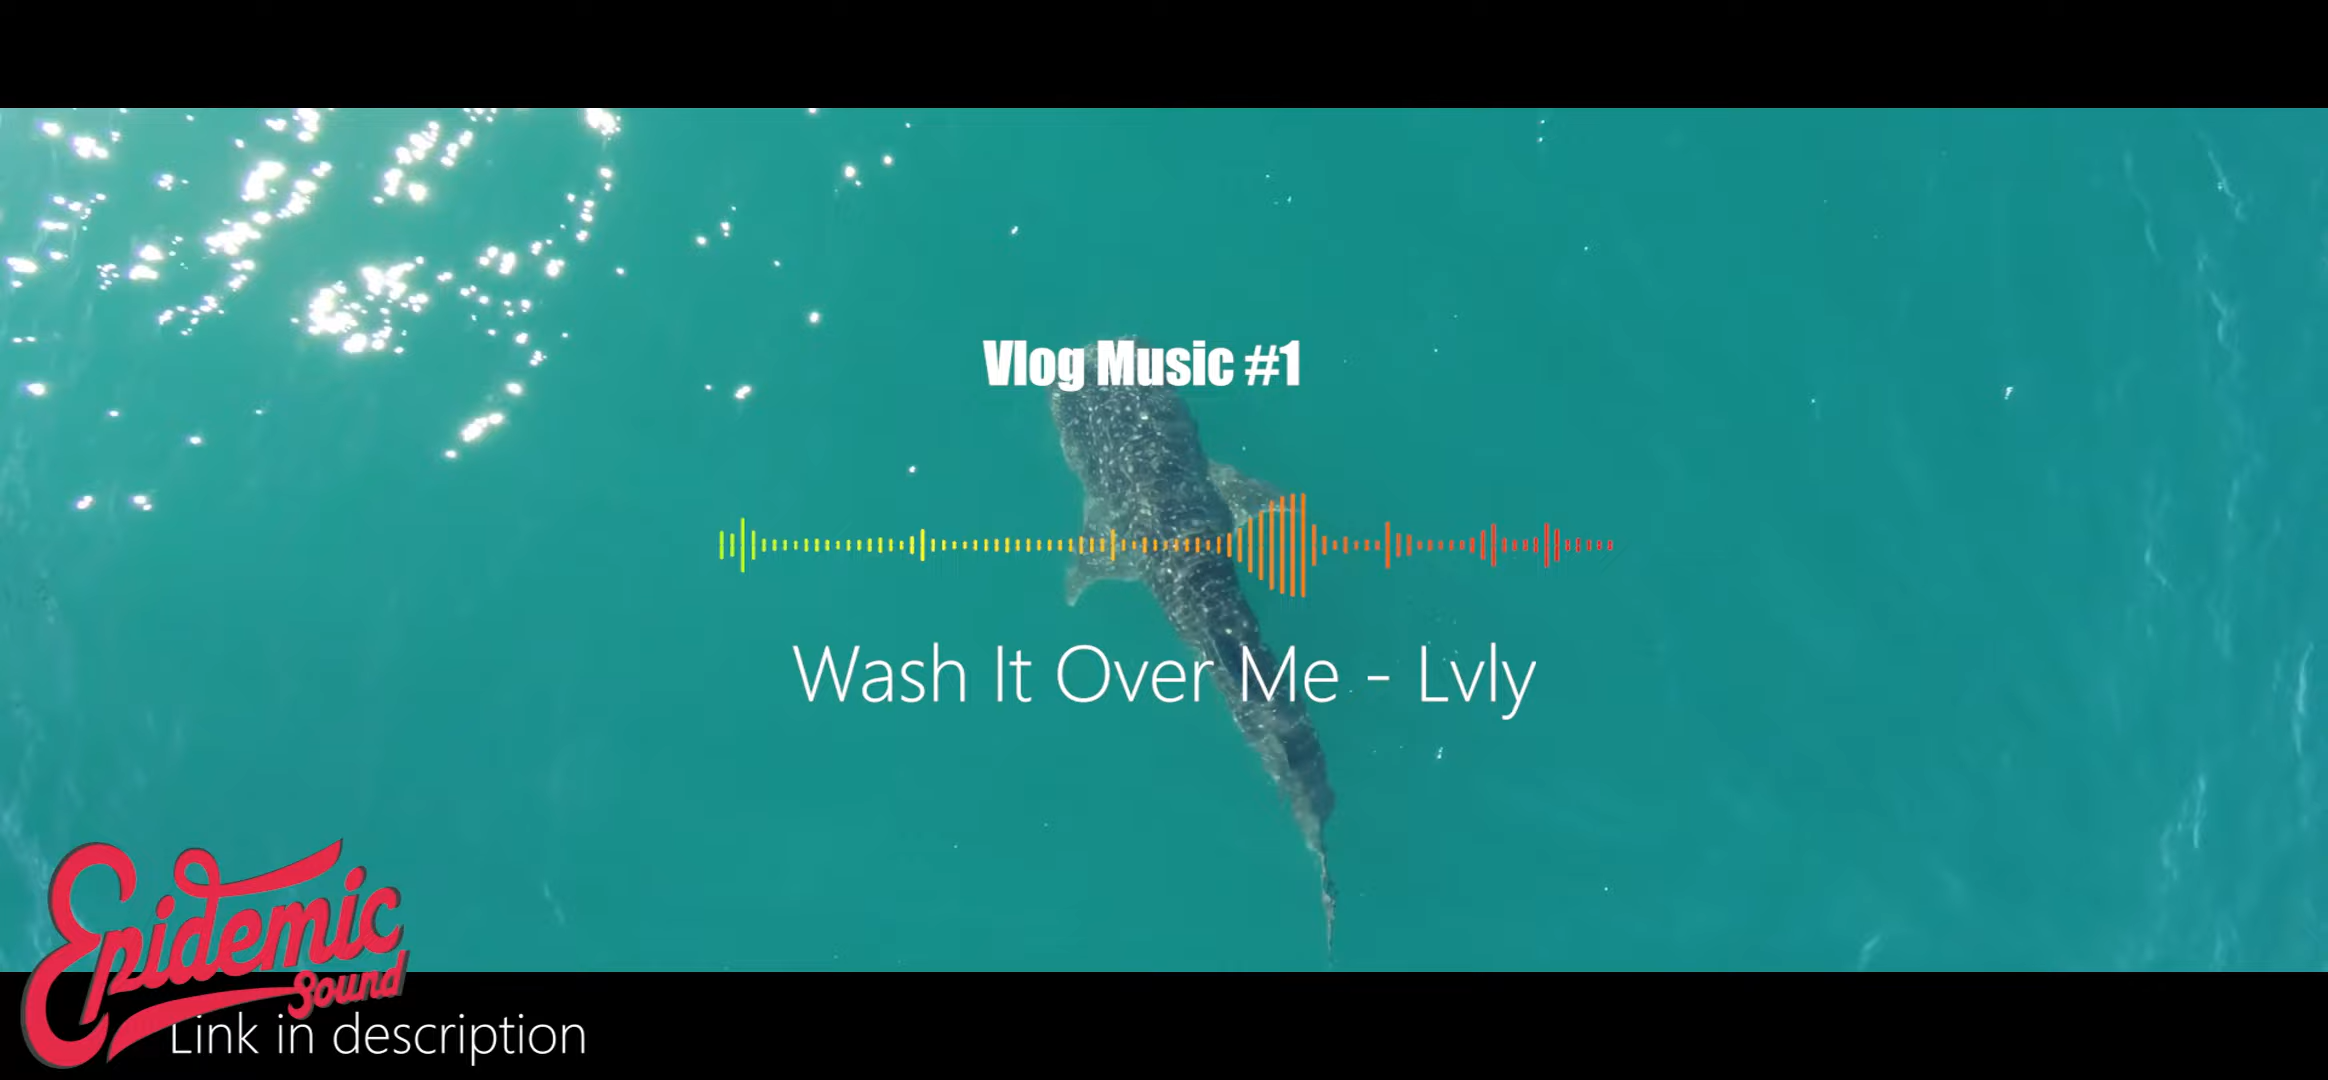 Vlog Music #1
Wash It Over Me - Lvly
Epidemic
Sound
Link in description